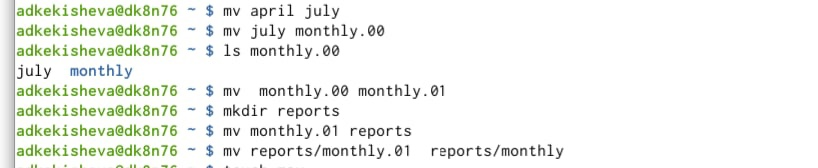 adkekisheva@dk8n76 ~ $ mv april july
adkekisheva@dk8n76 ~ $ mv july monthly.00
adkekisheva@dk8n76 ~ $ ls monthly.00
july  monthly
adkekisheva@dk8n76 ~ $ mv  monthly.00 monthly.01
adkekisheva@dk8n76 ~ $ mkdir reports
adkekisheva@dk8n76 ~ $ mv monthly.01 reports
adkekisheva@dk8n76 ~ $ mv reports/monthly.01  reports/monthly